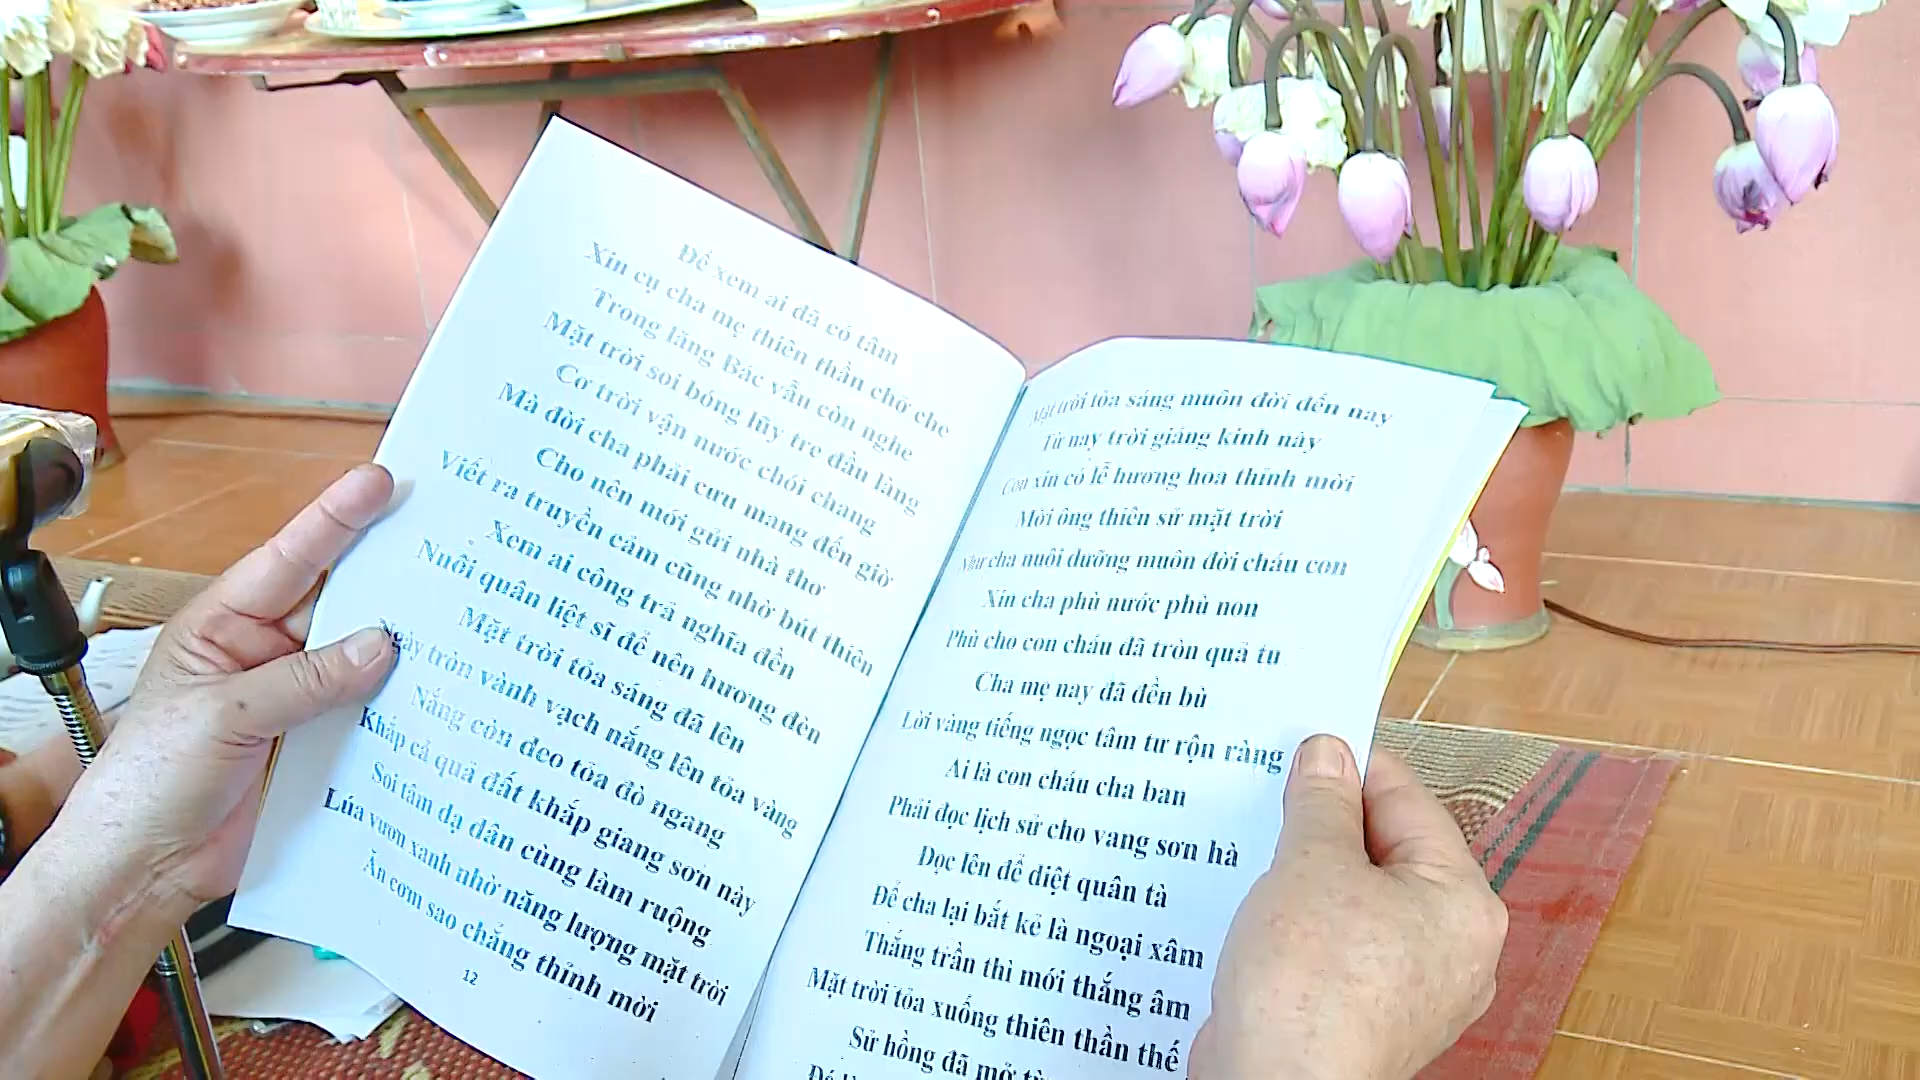 Để xem ai đã có tâm
Xin cụ cha mẹ thiên thần chở che
Trong lăng Bác vẫn còn nghe
Mặt trời soi bóng lũy tre đầu làng
Cơ trời vận nước chói chang
Mà đời cha phải cưu mang đến giờ
Cho nên mới gửi nhà thơ
Viết ra truyền cảm cũng nhờ bút thiên
Xem ai công trả nghĩa đền
Nuôi quân liệt sĩ để nên hương đèn
Mặt trời tỏa sáng đã lên
Ngày tròn vành vạch nắng lên tỏa vàng
Nắng còn đeo tỏa đò ngang
Khắp cả quả đất khắp giang sơn này
Soi tâm dạ dân cùng làm ruộng
Lúa vươn xanh nhờ năng lượng mặt trời
Ăn cơm sao chẳng thỉnh mời
12
Mặt trời tỏa sáng muôn đời đến nay
Từ nay trời giáng kinh này
Con xin có lễ hương hoa thỉnh mời
Mời ông thiên sứ mặt trời
Như cha nuôi dưỡng muôn đời cháu con
Xin cha phù nước phù non
Phù cho con cháu đã tròn quả tu
Cha mẹ nay đã đền bù
Lời vàng tiếng ngọc tâm tư rộn ràng
Ai là con cháu cha ban
Phải đọc lịch sử cho vang sơn hà
Đọc lên để diệt quân tà
Để cha lại bắt kẻ là ngoại xâm
Thắng trần thì mới thắng âm
Mặt trời tỏa xuống thiên thần thế
Sử hồng đã mở